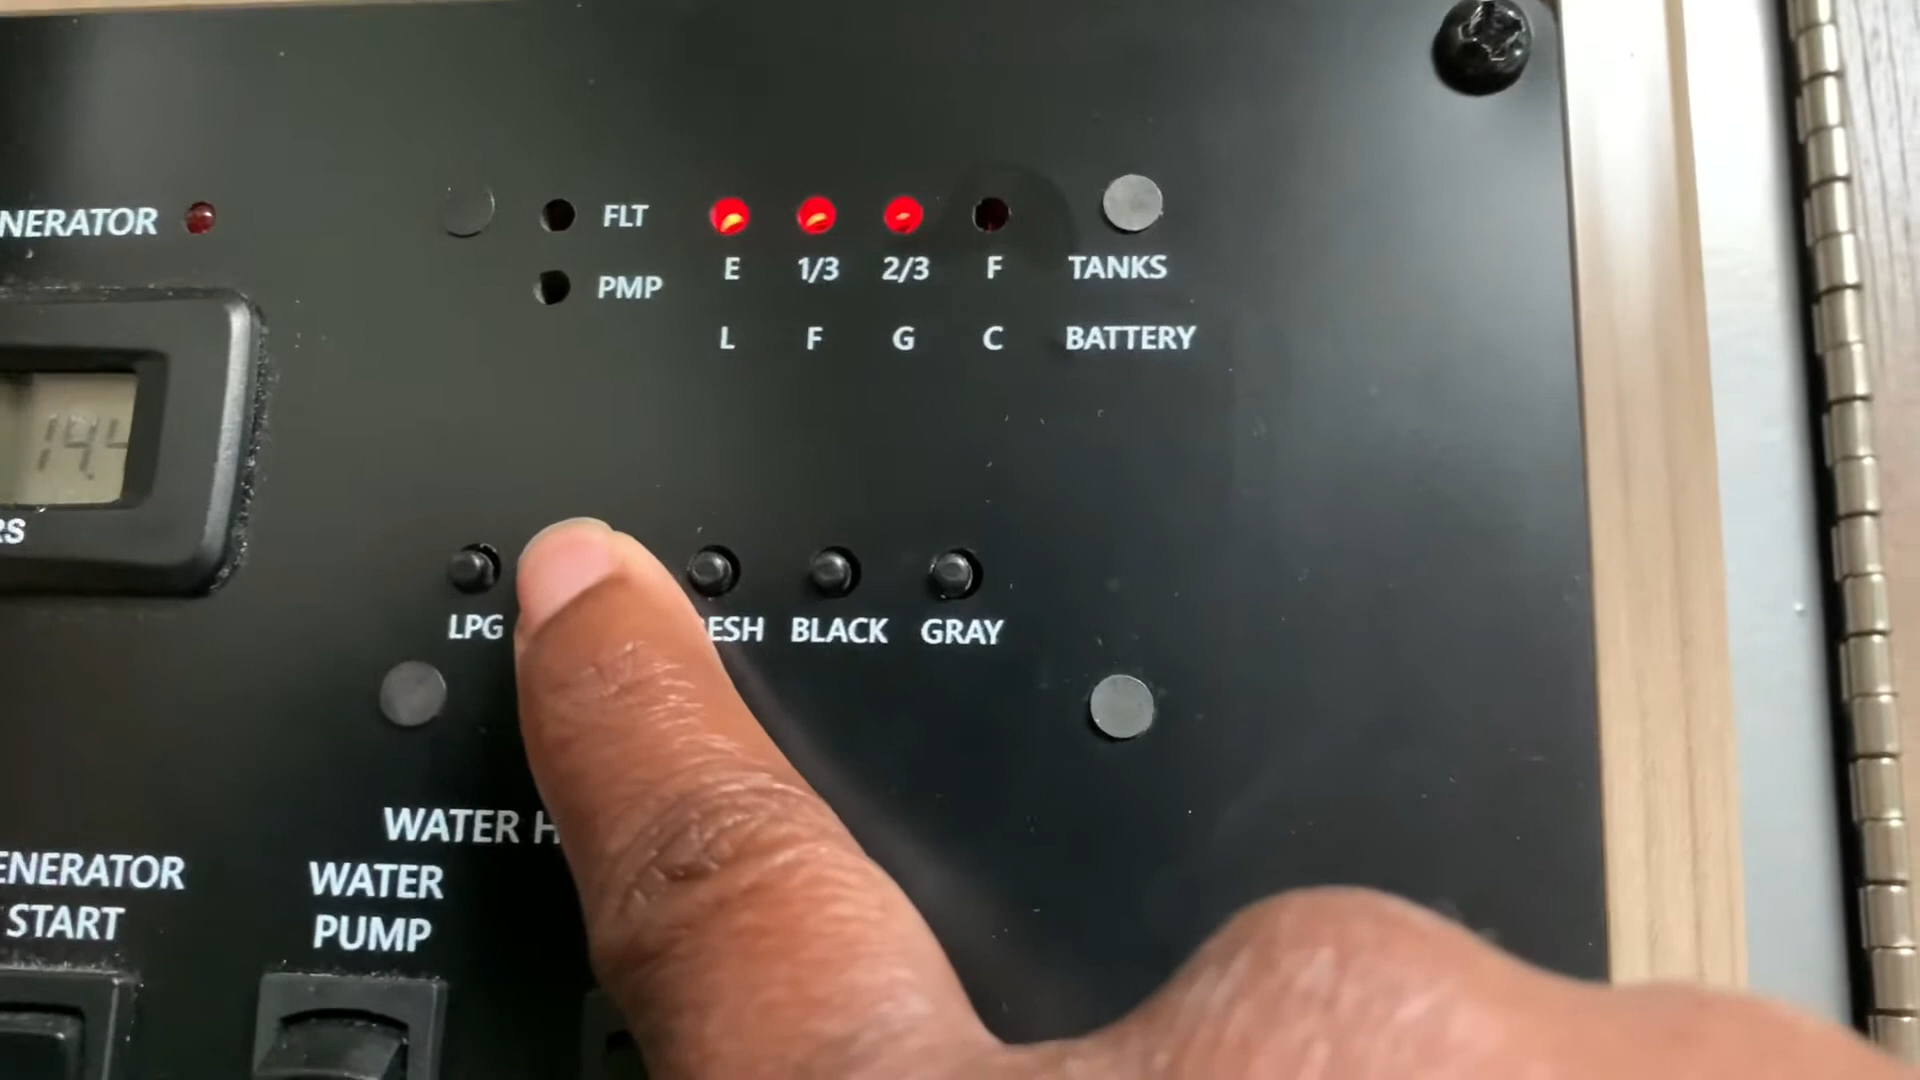 NERATOR
FLT
E 1/3 2/3 F TANKS
PMP
L F G C BATTERY
RS
LPG ESH BLACK GRAY
WATER H
ENERATOR
START
WATER
PUMP